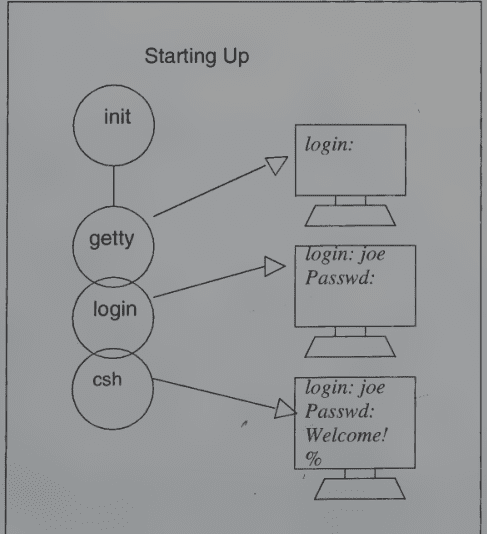 Starting Up
init
getty
login
csh
login:
login: joe
Passwd:
login: joe
Passwd:
Welcome!
%